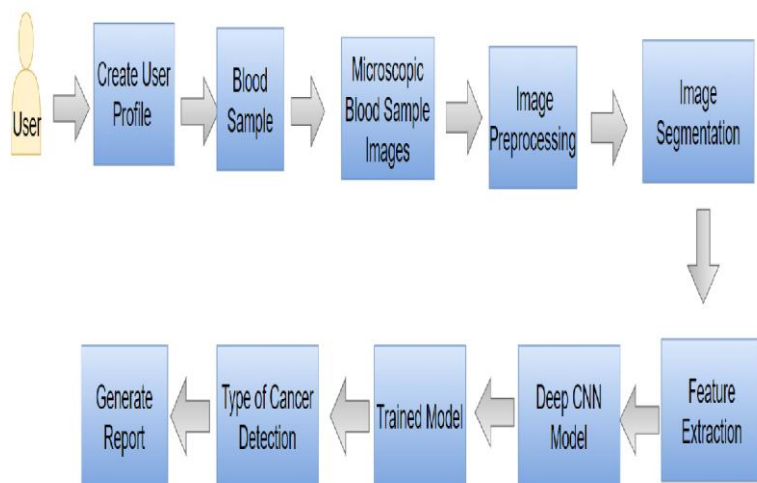 User
Create User
Profile
Blood
Sample
Microscopic
Blood Sample
Images
Image
Preprocessing
Image
Segmentation
Feature
Extraction
Deep CNN
Model
Trained Model
Type of Cancer
Detection
Generate
Report